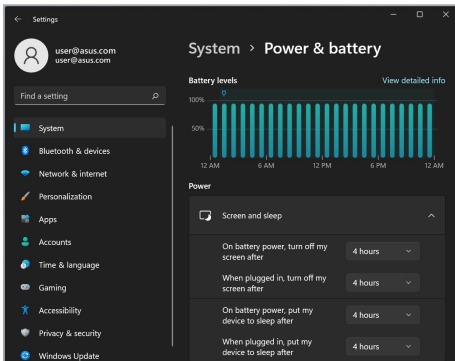 Settings
user@asus.com
user@asus.com
Find a setting
System
Bluetooth & devices
Network & internet
Personalization
Apps
Accounts
Time & language
Gaming
Accessibility
Privacy & security
Windows Update
System > Power & battery
Battery levels
View detailed info
100%
50%
12 AM 6 AM 12 PM 6 PM 12 AM
Power
Screen and sleep
On battery power, turn off my
screen after
4 hours
When plugged in, turn off my
screen after
4 hours
On battery power, put my
device to sleep after
4 hours
When plugged in, put my
device to sleep after
4 hours